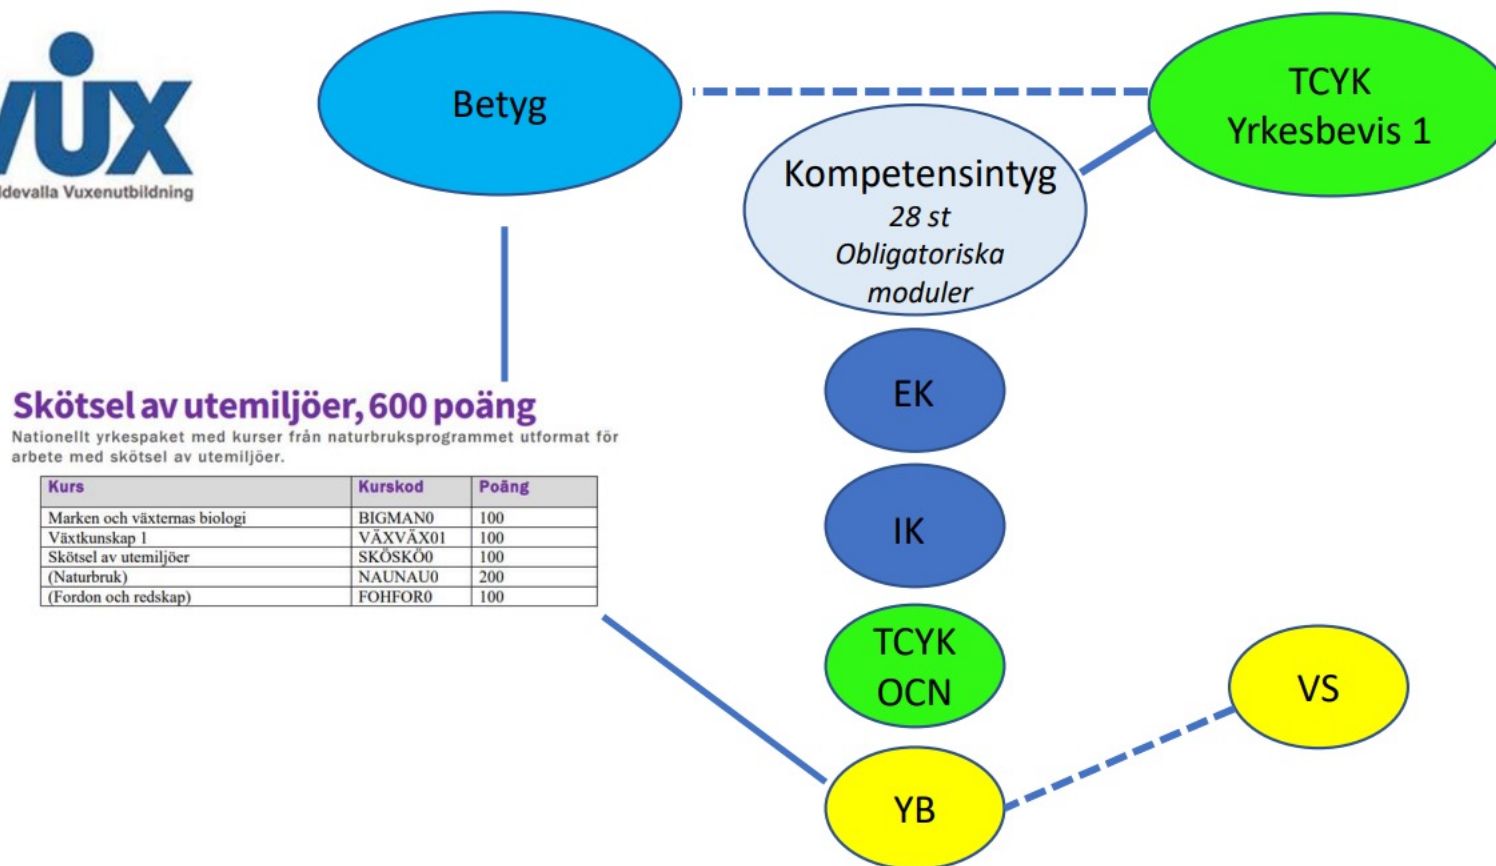 VUX
ldevalla Vuxenutbildning
Betyg
TCYK
Yrkesbevis 1
Kompetensintyg
28 st
Obligatoriska
moduler
EK
IK
TCYK
OCN
YB
VS
Skötsel av utemiljöer, 600 poäng
Nationellt yrkespaket med kurser från naturbruksprogrammet utformat för
arbete med skötsel av utemiljöer.
Kurs Kurskod Poäng
Marken och växternas biologi BIGMAN0 100
Växtkunskap 1 VÄXVÄX01 100
Skötsel av utemiljöer SKÖSKÖ0 100
(Naturbruk) NAUNAU0 200
(Fordon och redskap) FOHFOR0 100